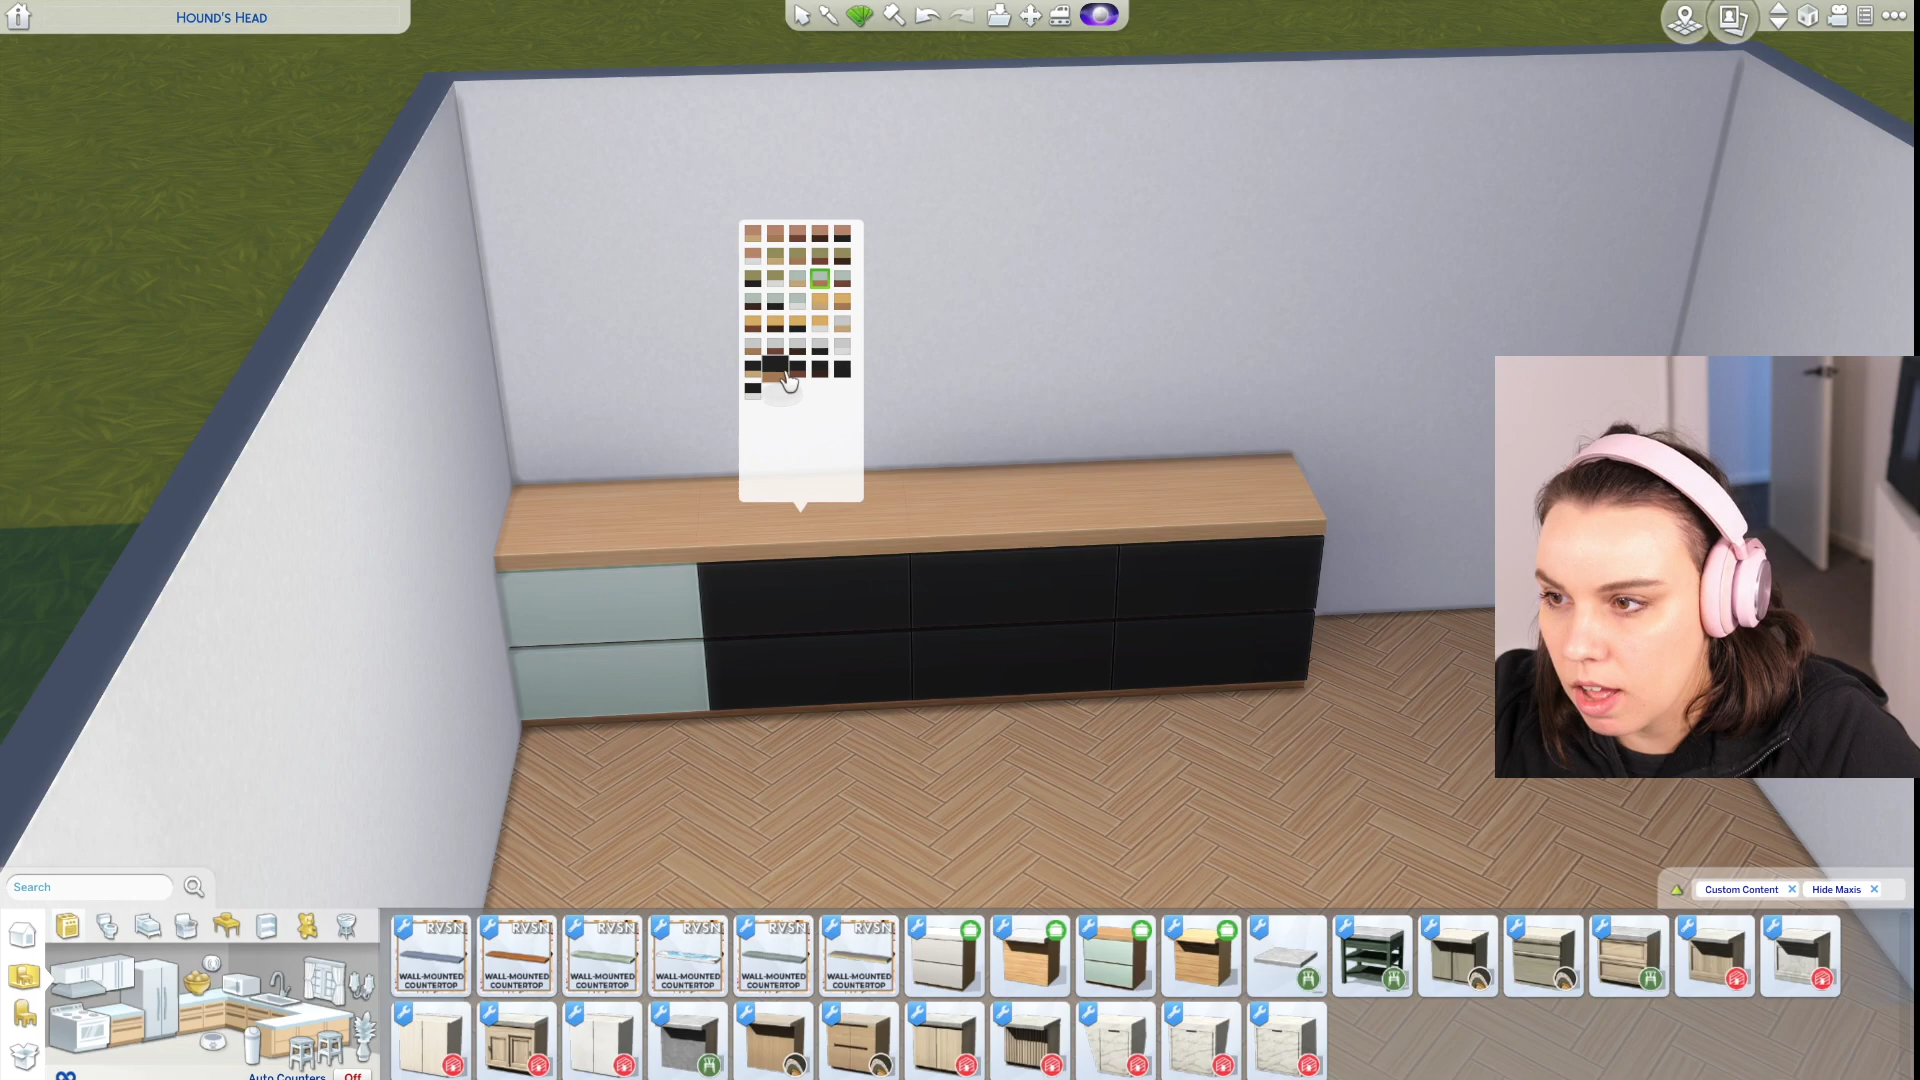 HOUND'S HEAD
Search
Custom Content
Hide Maxis
RVSN
WALL-MOUNTED
COUNTERTOP
RVSN
WALL-MOUNTED
COUNTERTOP
RVSN
WALL-MOUNTED
COUNTERTOP
RVSN
WALL-MOUNTED
COUNTERTOP
RVSN
WALL-MOUNTED
COUNTERTOP
RVSN
WALL-MOUNTED
COUNTERTOP
Auto Counters
Off